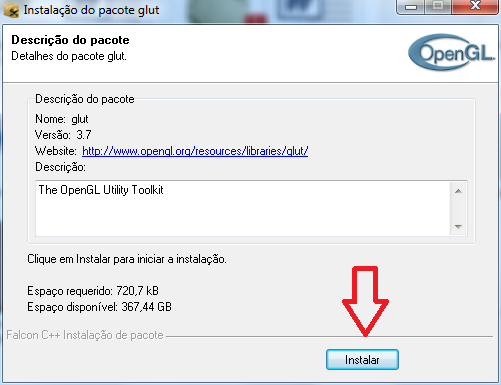 Instalação do pacote glut
Descrição do pacote
Detalhes do pacote glut.
OpenGL.
Descrição do pacote
Nome: glut
Versão: 3.7
Website: http://www.opengl.org/resources/libraries/glut/
Descrição:
The OpenGL Utility Toolkit
Clique em Instalar para iniciar a instalação.
Espaço requerido: 720,7 kB
Espaço disponível: 367,44 GB
Falcon C++ Instalação de pacote
Instalar